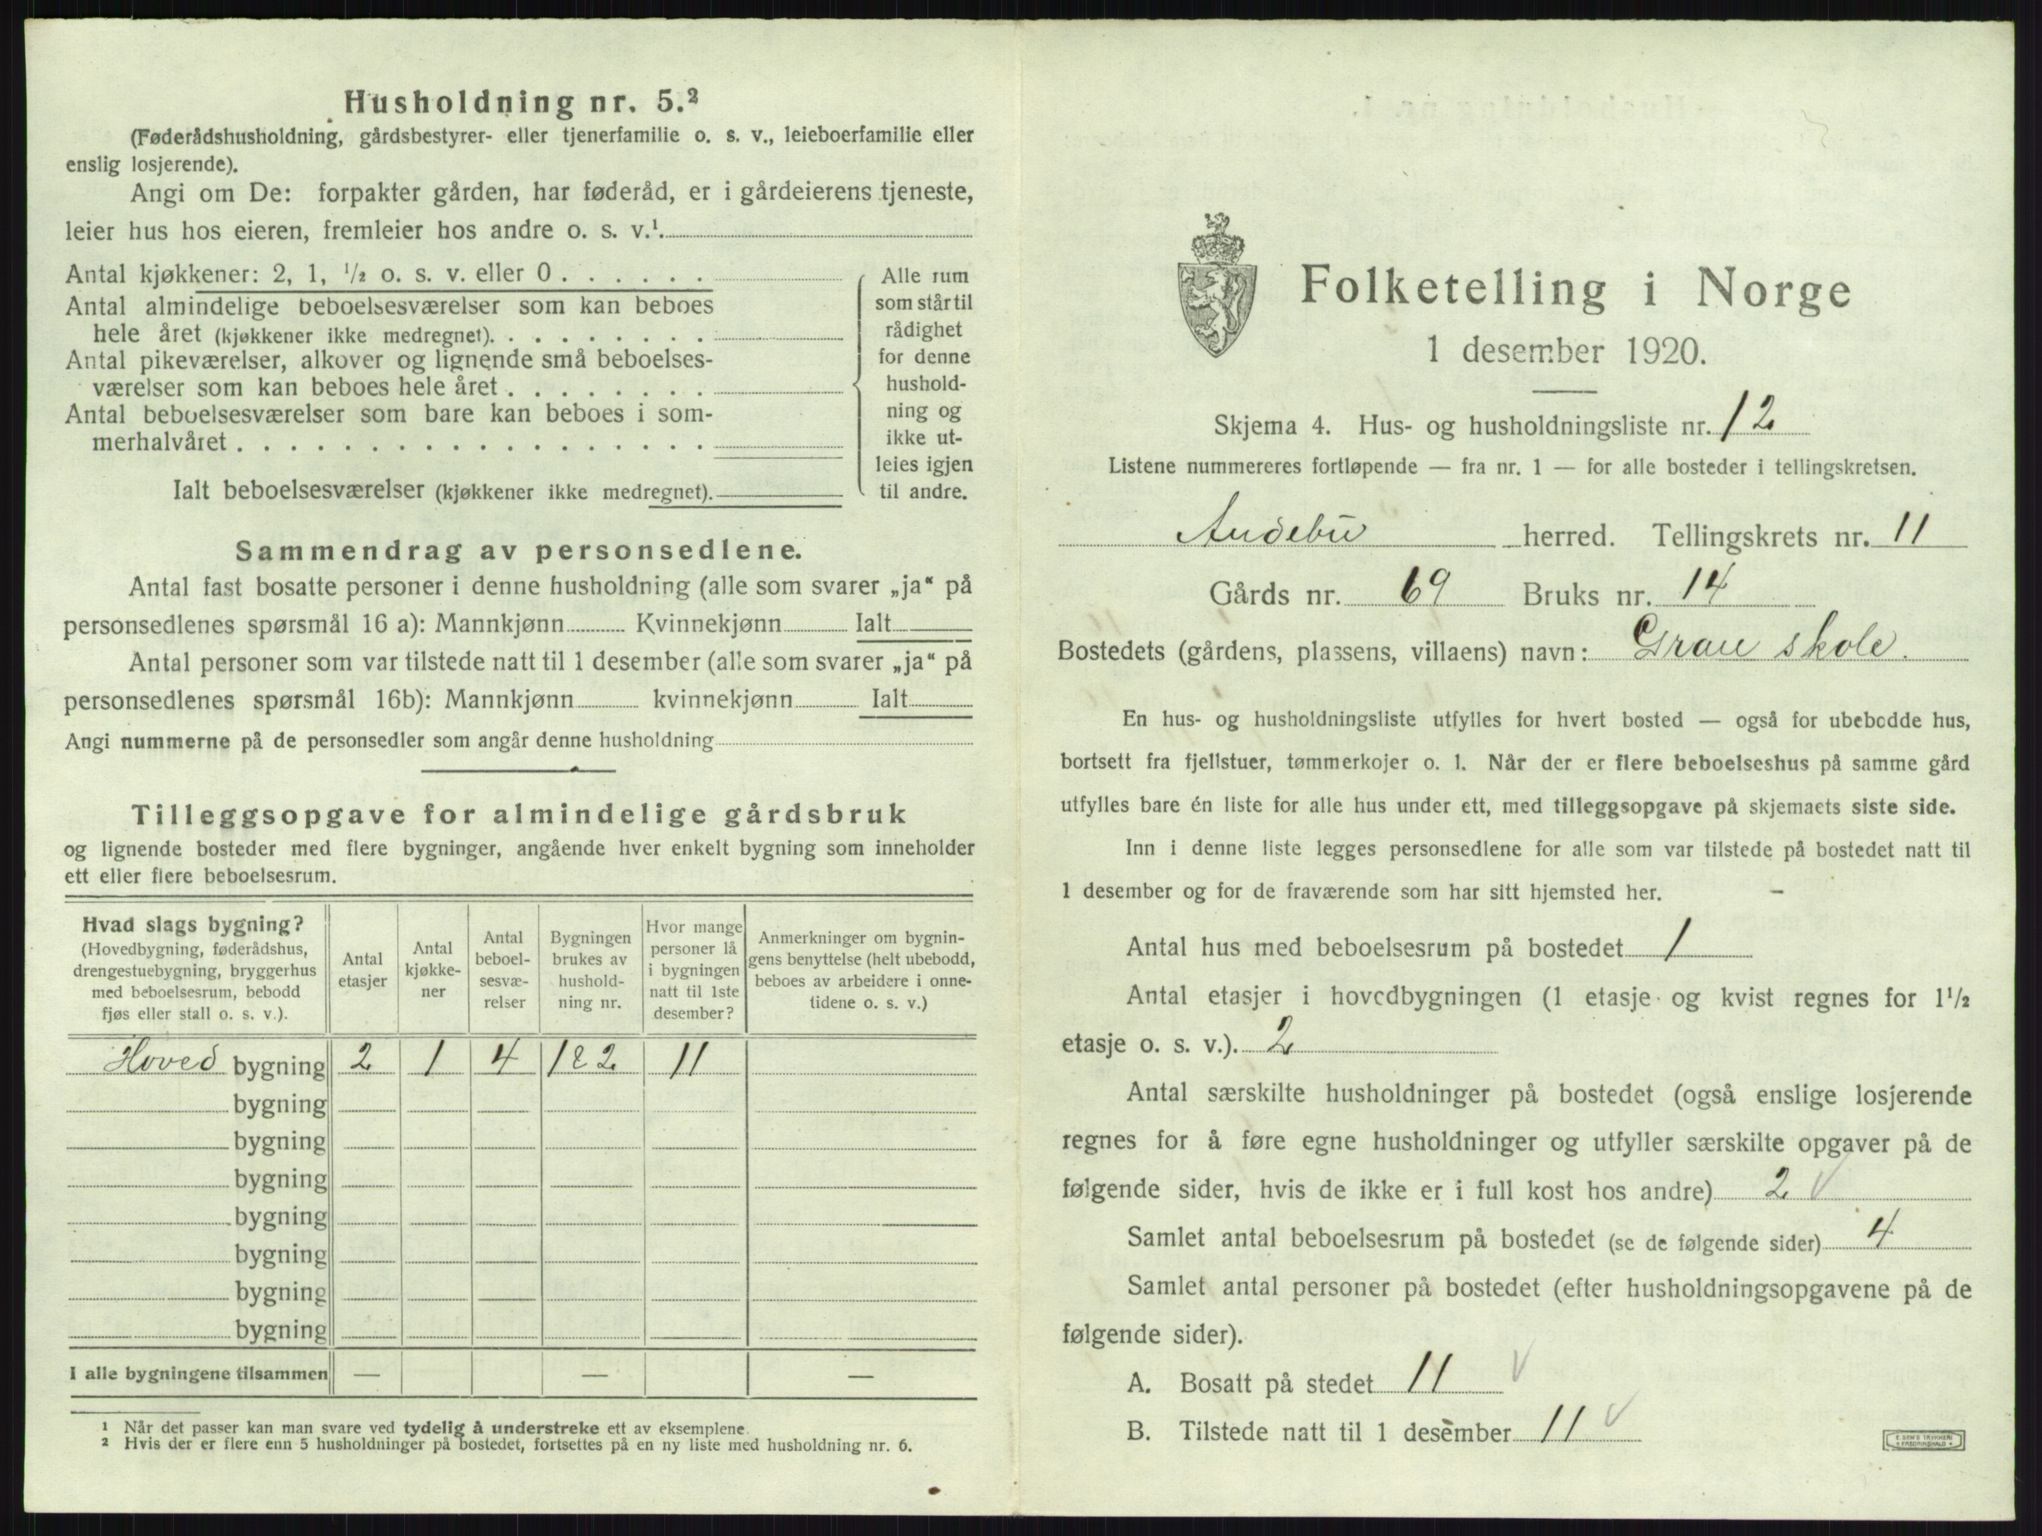 Husholdning nr. 5.²
(Føderådshusholdning, gårdsbestyrer- eller tjenerfamilie o. s. v., leieboerfamilie eller
enslig losjerende).
Angi om De: forpakter gården, har føderåd, er i gårdeierens tjeneste,
leier hus hos eieren, fremleier hos andre o. s. v.¹
Antal kjøkkener: 2, 1, ½ o. s. v. eller 0 . . . . . .
Antal almindelige beboelsesværelser som kan beboes
hele året (kjøkkener ikke medregnet). . . . . . . . .
Antal pikeværelser, alkover og lignende små beboelses-
værelser som kan beboes hele året . . . . . . . .
Antal beboelsesværelser som bare kan beboes i som-
merhalvåret . . . . . . . . . . . . . . . . . .
Ialt beboelsesværelser (kjøkkener ikke medregnet).
Alle rum
som står til
rådighet
for denne
hushold-
ning og
ikke ut-
leies igjen
til andre.
Sammendrag av personsedlene.
Antal fast bosatte personer i denne husholdning (alle som svarer „ja“ på
personsedlenes spørsmål 16 a): Mannkjønn Kvinnekjønn Ialt
Antal personer som var tilstede natt til 1 desember (alle som svarer „ja“ på
personsedlenes spørsmål 16b): Mannkjønn kvinnekjønn Ialt
Angi nummerne på de personsedler som angår denne husholdning
Tilleggsopgave for almindelige gårdsbruk
og lignende bosteder med flere bygninger, angående hver enkelt bygning som inneholder
ett eller flere beboelsesrum.
Hvad slags bygning?
(Hovedbygning, føderådshus,
drengestuebygning, bryggerhus
med beboelsesrum, bebodd
fjøs eller stall o. s. v.).
Antal
etasjer
Antal
kjøkke-
ner
Antal
beboel-
sesvæ-
relser
Bygningen
brukes av
hushold-
ning nr.
Hvor mange
personer lå
i bygningen
natt til 1ste
desember?
Anmerkninger om bygnin-
gens benyttelse (helt ubebodd,
beboes av arbeidere i onne-
tidene o. s. v.)
Hoved bygning 2 1 4 1&2 11
bygning
bygning
bygning
bygning
bygning
bygning
bygning
I alle bygningene tilsammen — — —
¹ Når det passer kan man svare ved tydelig å understreke ett av eksemplene.
² Hvis der er flere enn 5 husholdninger på bostedet, fortsettes på en ny liste med husholdning nr. 6.
Folketelling i Norge
1 desember 1920.
Skjema 4. Hus- og husholdningsliste nr. 12
Listene nummereres fortløpende — fra nr. 1 — for alle bosteder i tellingskretsen.
Andebu herred. Tellingskrets nr. 11
Gårds nr. 69 Bruks nr. 14
Bostedets (gårdens, plassens, villaens) navn: Gran skole.
En hus- og husholdningsliste utfylles for hvert bosted — også for ubebodde hus,
bortsett fra fjellstuer, tømmerkojer o. l. Når der er flere beboelseshus på samme gård
utfylles bare én liste for alle hus under ett, med tilleggsopgave på skjemaets siste side.
Inn i denne liste legges personsedlene for alle som var tilstede på bostedet natt til
1 desember og for de fraværende som har sitt hjemsted her.
Antal hus med beboelsesrum på bostedet 1
Antal etasjer i hovedbygningen (1 etasje og kvist regnes for 1½
etasje o. s. v.). 2
Antal særskilte husholdninger på bostedet (også enslige losjerende
regnes for å føre egne husholdninger og utfyller særskilte opgaver på de
følgende sider, hvis de ikke er i full kost hos andre) 2 ✓
Samlet antal beboelsesrum på bostedet (se de følgende sider) 4
Samlet antal personer på bostedet (efter husholdningsopgavene på de
følgende sider).
A. Bosatt på stedet 11 ✓
B. Tilstede natt til 1 desember 11 ✓